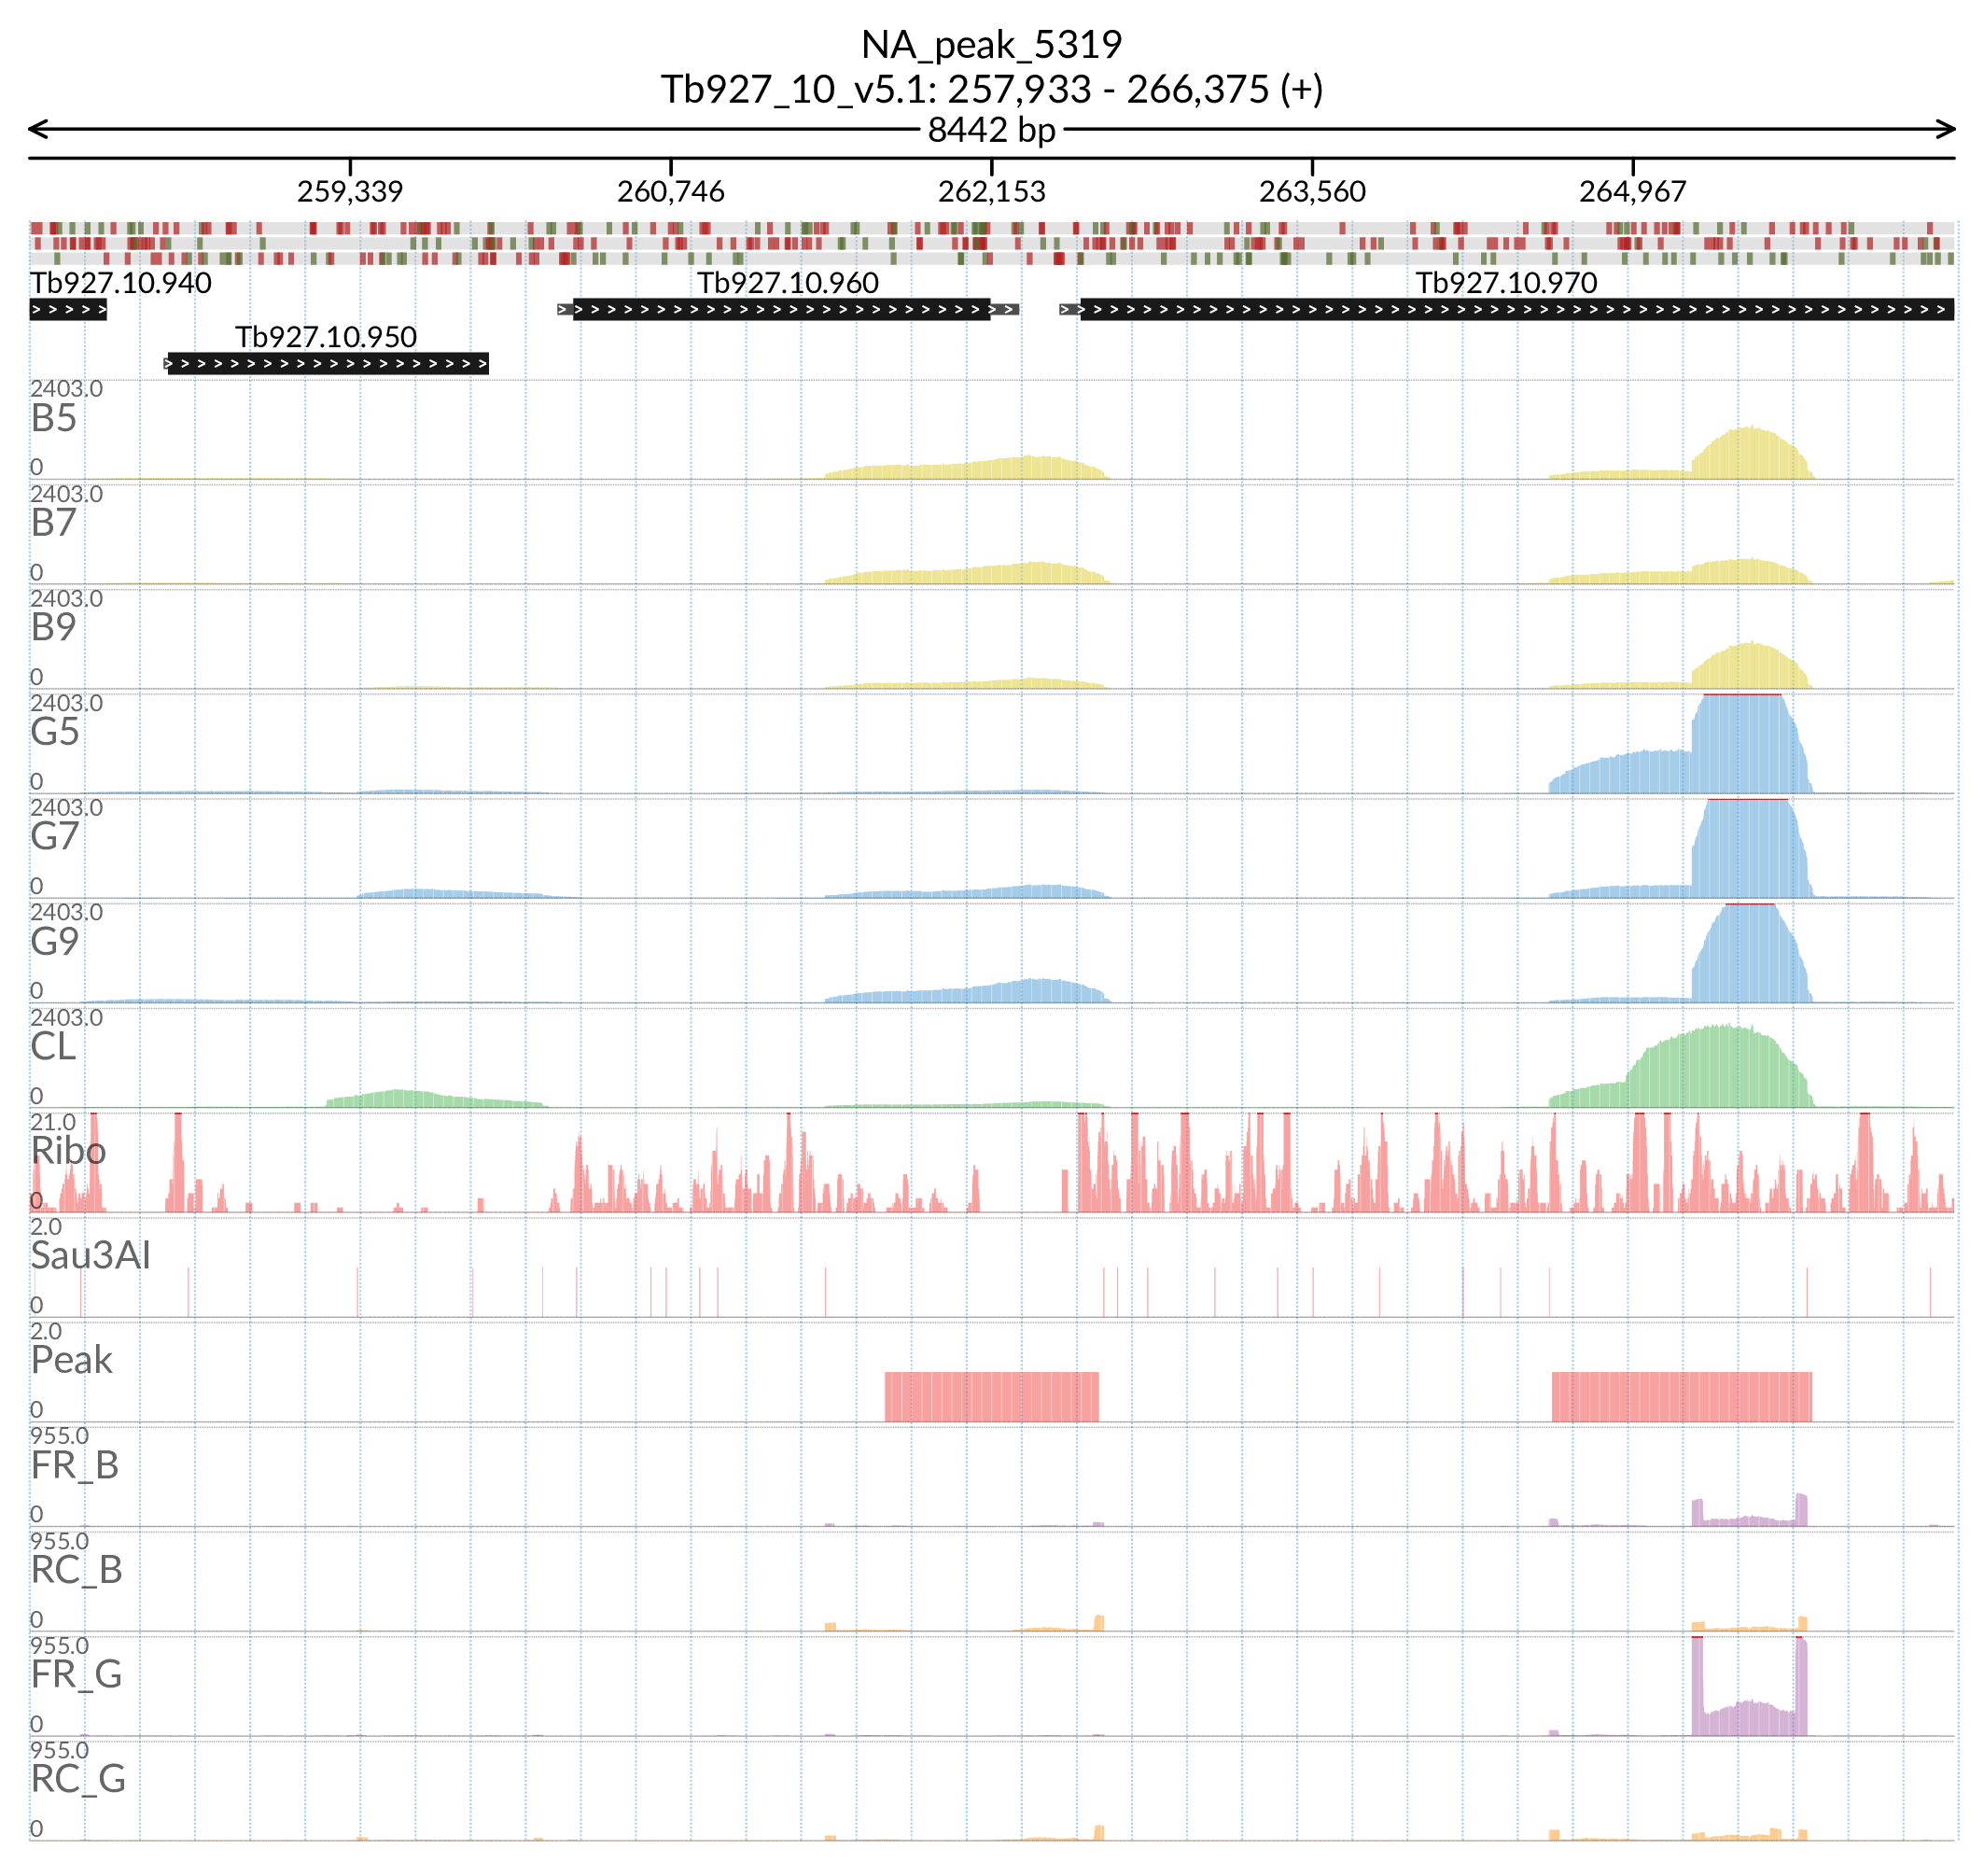 NA_peak_5319
Tb927_10_v5.1: 257,933 - 266,375 (+)
8442 bp
259,339 260,746 262,153 263,560 264,967
Tb927.10.940 Tb927.10.960 Tb927.10.970
Tb927.10.950
2403.0
B5
0
2403.0
B7
0
2403.0
B9
0
2403.0
G5
0
2403.0
G7
0
2403.0
G9
0
2403.0
CL
0
21.0
Ribo
0
2.0
Sau3AI
0
2.0
Peak
0
955.0
FR_B
0
955.0
RC_B
0
955.0
FR_G
0
955.0
RC_G
0